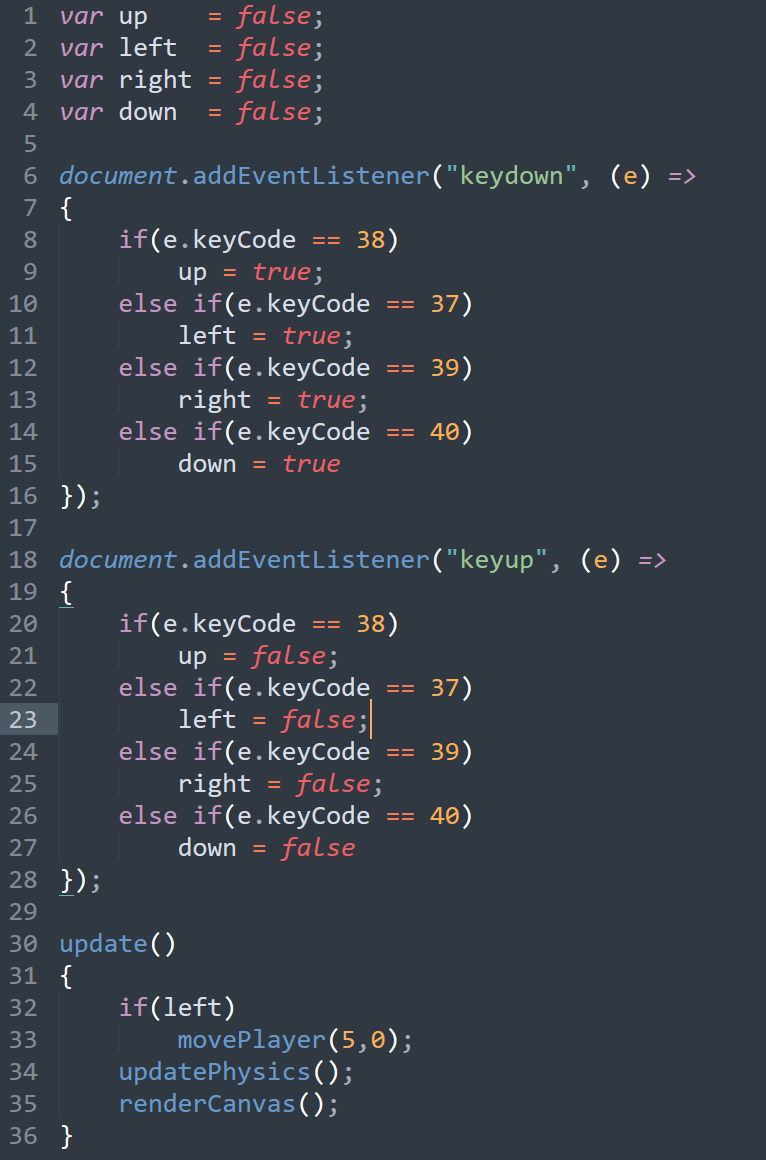 1 var up    = false;
2 var left  = false;
3 var right = false;
4 var down  = false;
5
6 document.addEventListener("keydown", (e) =>
7 {
8     if(e.keyCode == 38)
9         up = true;
10     else if(e.keyCode == 37)
11         left = true;
12     else if(e.keyCode == 39)
13         right = true;
14     else if(e.keyCode == 40)
15         down = true
16 });
17
18 document.addEventListener("keyup", (e) =>
19 {
20     if(e.keyCode == 38)
21         up = false;
22     else if(e.keyCode == 37)
23         left = false;
24     else if(e.keyCode == 39)
25         right = false;
26     else if(e.keyCode == 40)
27         down = false
28 });
29
30 update()
31 {
32     if(left)
33         movePlayer(5,0);
34     updatePhysics();
35     renderCanvas();
36 }